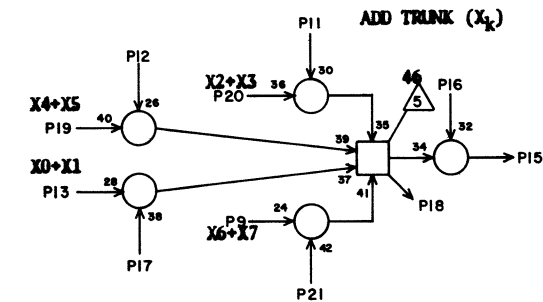 ADD TRUNK (Xk)
P11
P12
46
P16
X2+X3
36
30
5
P20
X4+X5
26
32
40
35
P19
39
34
P15
X0+X1
28
37
P13
41
38
24
P18
P9
X6+X7
42
P17
P21